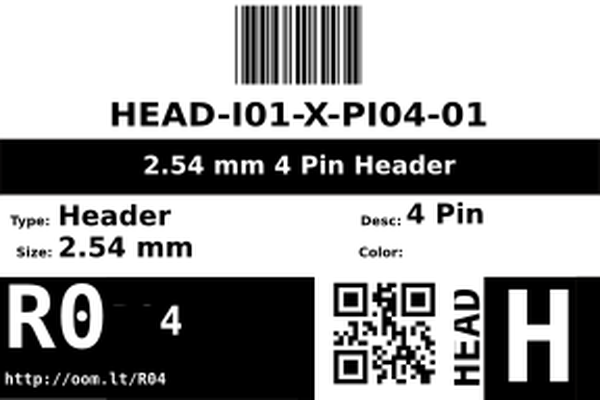 HEAD-I01-X-PI04-01
2.54 mm 4 Pin Header
Type: Header
Desc: 4 Pin
Size: 2.54 mm
Color:
R0 4
http://oom.lt/R04
HEAD
H